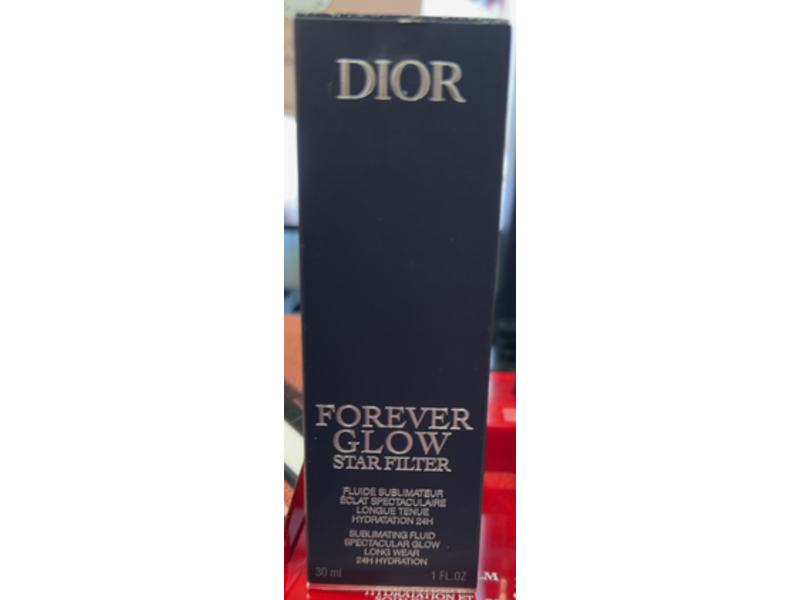 DIOR
FOREVER
GLOW
STAR FILTER
FLUIDE SUBLIMATEUR
ÉCLAT SPECTACULAIRE
LONGUE TENUE
HYDRATATION 24H
SUBLIMATING FLUID
SPECTACULAR GLOW
LONG WEAR
24H HYDRATION
30 ml 1 FL.OZ